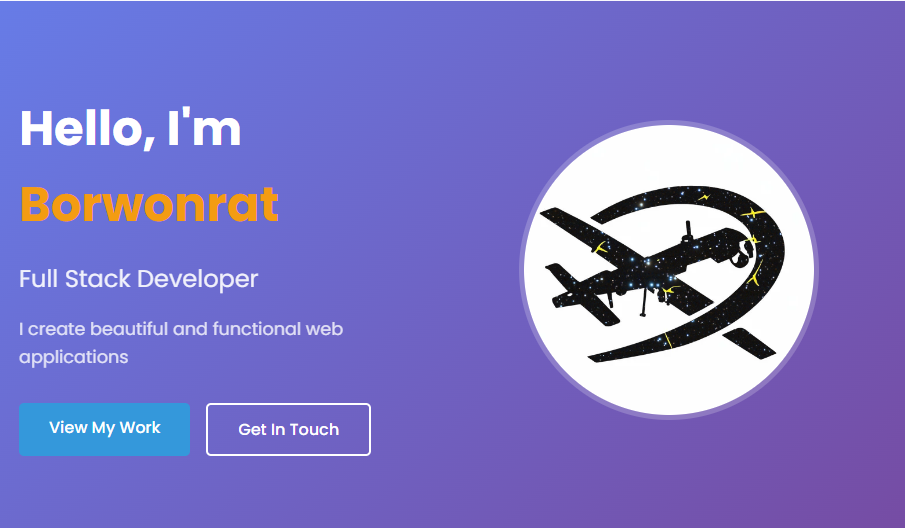 Hello, I'm
Borwonrat
Full Stack Developer
I create beautiful and functional web
applications
View My Work
Get In Touch